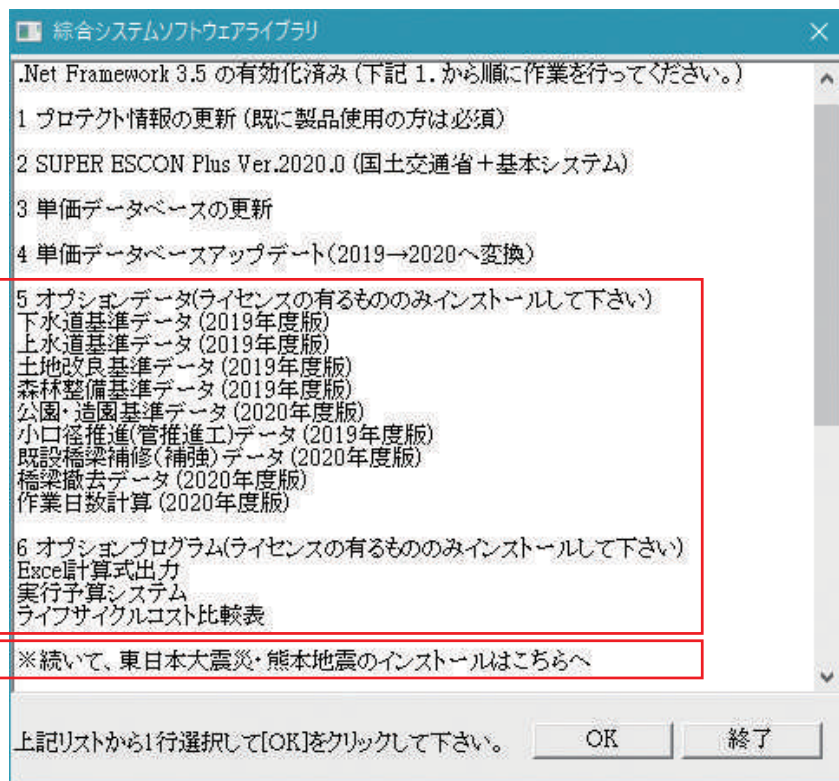 綜合システムソフトウェアライブラリ
.Net Framework 3.5 の有効化済み (下記 1. から順に作業を行ってください。)
1 プロテクト情報の更新 (既に製品使用の方は必須)
2 SUPER ESCON Plus Ver.2020.0 (国土交通省+基本システム)
3 単価データベースの更新
4 単価データベースアップデート(2019→2020へ変換)
5 オプションデータ(ライセンスの有るもののみインストールして下さい)
下水道基準データ (2019年度版)
上水道基準データ (2019年度版)
土地改良基準データ (2019年度版)
森林整備基準データ (2019年度版)
公園・造園基準データ (2020年度版)
小口径推進(管推進工)データ (2019年度版)
既設橋梁補修(補強)データ (2020年度版)
橋梁撤去データ (2020年度版)
作業日数計算 (2020年度版)
6 オプションプログラム(ライセンスの有るもののみインストールして下さい)
Excel計算式出力
実行予算システム
ライフサイクルコスト比較表
※続いて、東日本大震災・熊本地震のインストールはこちらへ
上記リストから1行選択して[OK]をクリックして下さい。
OK
終了